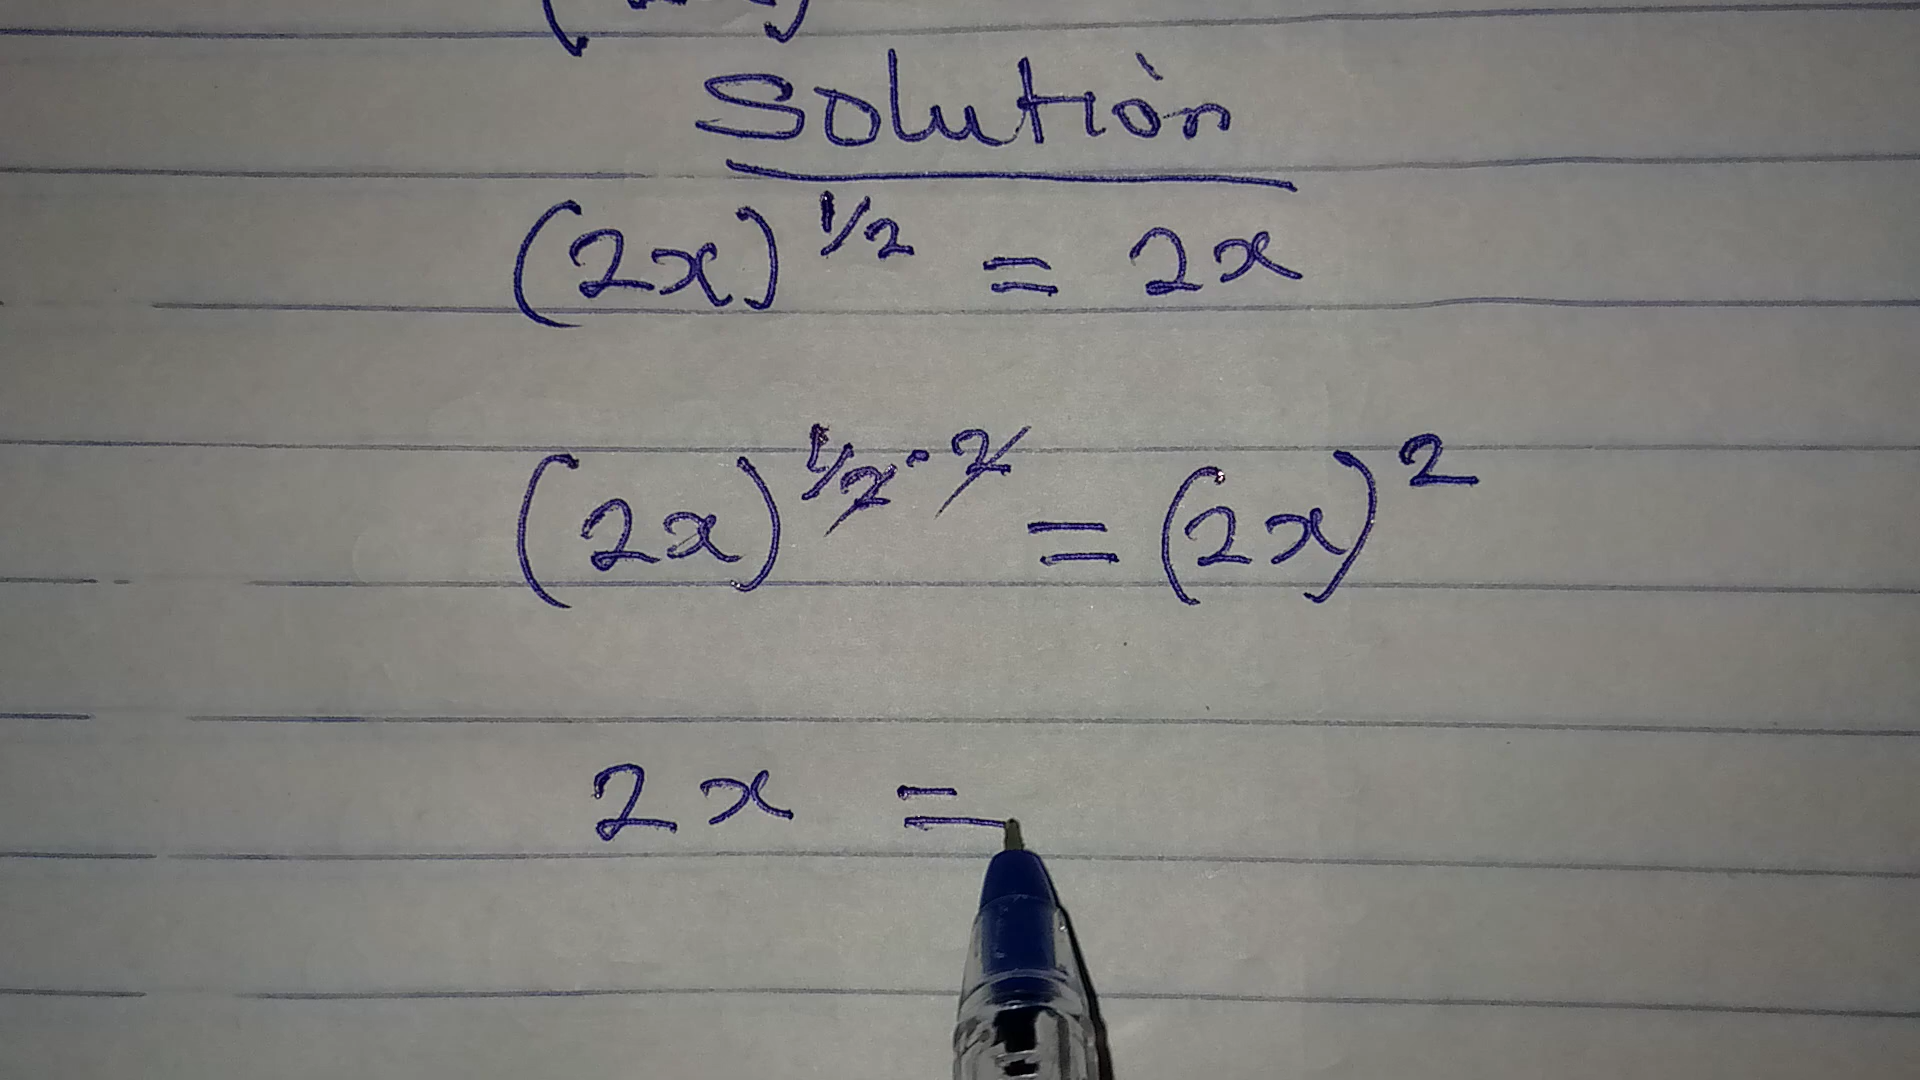 Solution
(2x)^1/2 = 2x
(2x)^1/2·2 = (2x)^2
2x =